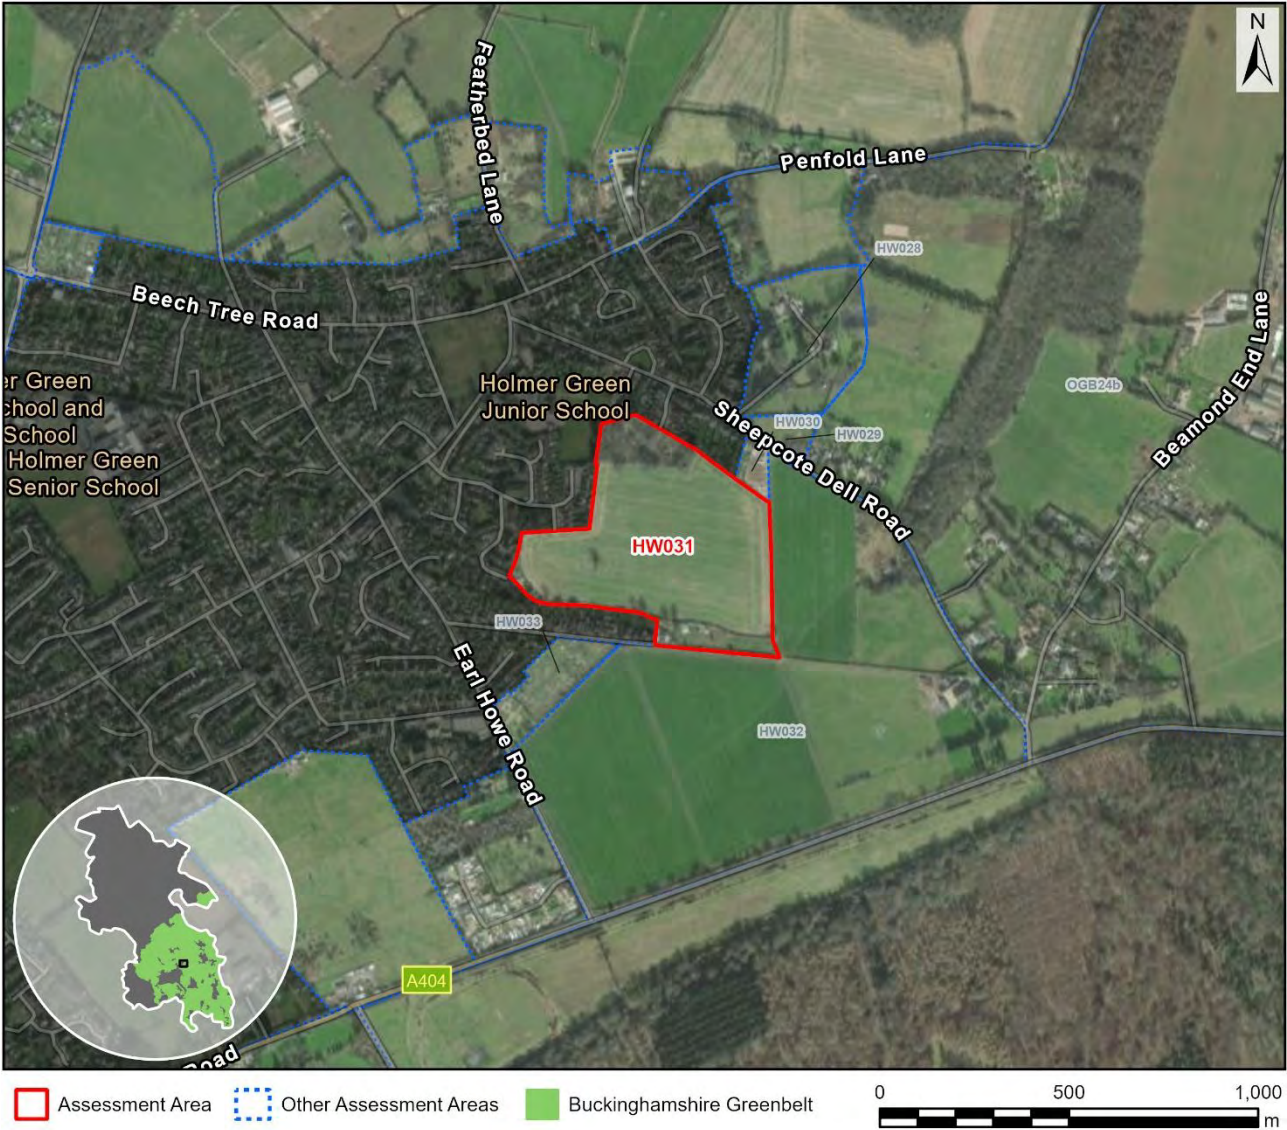 N
Featherbed Lane
Penfold Lane
HW028
Beech Tree Road
er Green
chool and
School
Holmer Green
Senior School
Holmer Green
Junior School
Sheepcote Dell Road
HW030
HW029
OGB24b
Beamond End Lane
HW031
HW033
Earl Howe Road
HW032
A404
Road
Assessment Area
Other Assessment Areas
Buckinghamshire Greenbelt
0 500 1,000
m